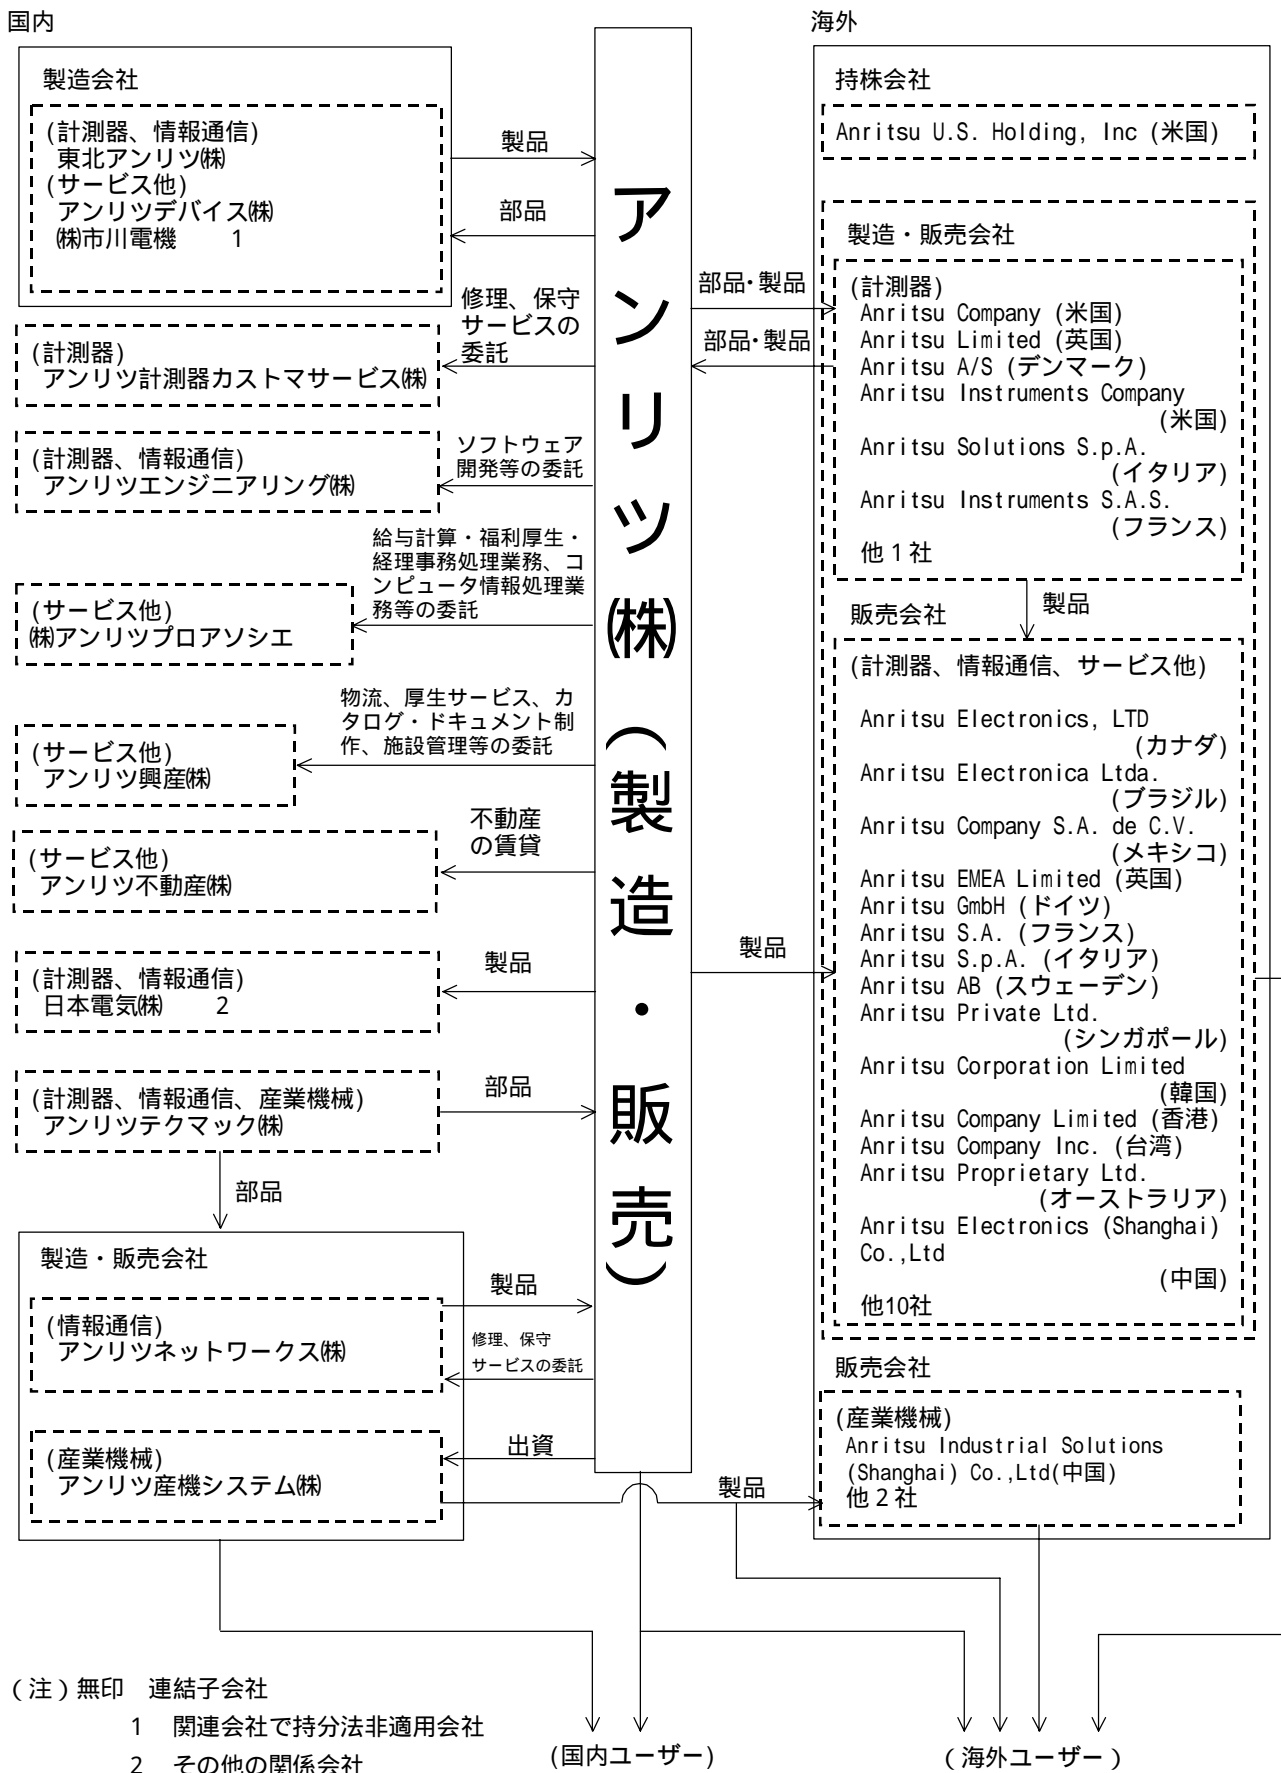 国内
製造会社
(計測器、情報通信)
東北アンリツ㈱
(サービス他)
アンリツデバイス㈱
㈱市川電機 1
製品
部品
修理、保守
サービスの
委託
(計測器)
アンリツ計測器カストマサービス㈱
ソフトウェア
開発等の委託
(計測器、情報通信)
アンリツエンジニアリング㈱
給与計算・福利厚生・
経理事務処理業務、コ
ンピュータ情報処理業
務等の委託
(サービス他)
㈱アンリツプロアソシエ
物流、厚生サービス、カ
タログ・ドキュメント制
作、施設管理等の委託
(サービス他)
アンリツ興産㈱
不動産
の賃貸
(サービス他)
アンリツ不動産㈱
製品
(計測器、情報通信)
日本電気㈱ 2
部品
(計測器、情報通信、産業機械)
アンリツテクマック㈱
部品
製造・販売会社
製品
(情報通信)
アンリツネットワークス㈱
修理、保守
サービスの委託
出資
(産業機械)
アンリツ産機システム㈱
アンリツ㈱(製造・販売)
部品・製品
部品・製品
製品
製品
海外
持株会社
Anritsu U.S. Holding, Inc (米国)
製造・販売会社
(計測器)
Anritsu Company (米国)
Anritsu Limited (英国)
Anritsu A/S (デンマーク)
Anritsu Instruments Company
(米国)
Anritsu Solutions S.p.A.
(イタリア)
Anritsu Instruments S.A.S.
(フランス)
他1社
製品
販売会社
(計測器、情報通信、サービス他)
Anritsu Electronics, LTD
(カナダ)
Anritsu Electronica Ltda.
(ブラジル)
Anritsu Company S.A. de C.V.
(メキシコ)
Anritsu EMEA Limited (英国)
Anritsu GmbH (ドイツ)
Anritsu S.A. (フランス)
Anritsu S.p.A. (イタリア)
Anritsu AB (スウェーデン)
Anritsu Private Ltd.
(シンガポール)
Anritsu Corporation Limited
(韓国)
Anritsu Company Limited (香港)
Anritsu Company Inc. (台湾)
Anritsu Proprietary Ltd.
(オーストラリア)
Anritsu Electronics (Shanghai)
Co.,Ltd
(中国)
他10社
販売会社
(産業機械)
Anritsu Industrial Solutions
(Shanghai) Co.,Ltd(中国)
他2社
(注)無印 連結子会社
1 関連会社で持分法非適用会社
2 その他の関係会社
(国内ユーザー)
(海外ユーザー)